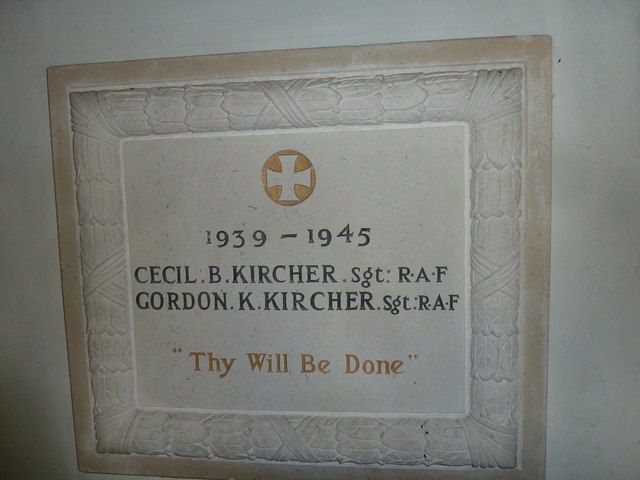 1939 - 1945
CECIL.B.KIRCHER.Sgt:R.A.F
GORDON.K.KIRCHER.Sgt:R.A.F
"Thy Will Be Done"